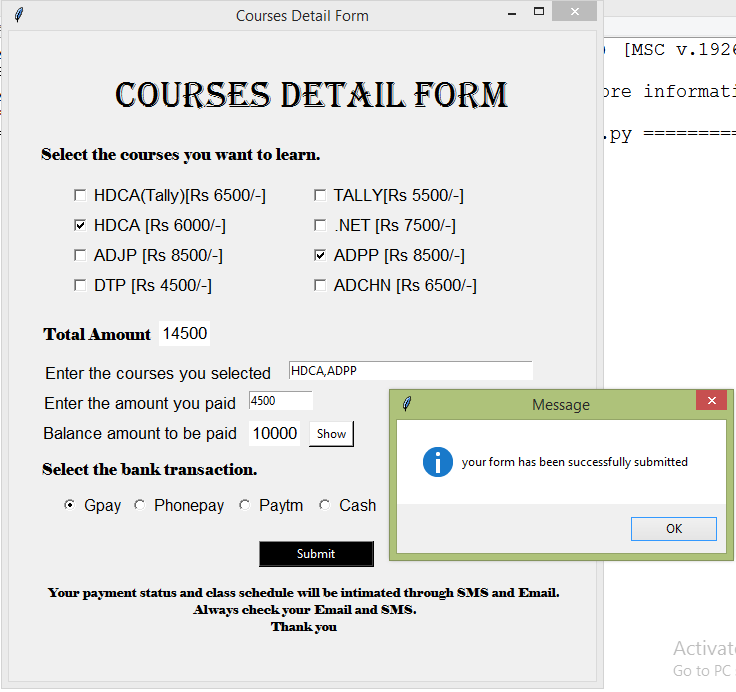 Courses Detail Form
) [MSC v.1926
COURSES DETAIL FORM
ore informati
.py =========
Select the courses you want to learn.
HDCA(Tally)[Rs 6500/-] TALLY[Rs 5500/-]
HDCA [Rs 6000/-] .NET [Rs 7500/-]
ADJP [Rs 8500/-] ADPP [Rs 8500/-]
DTP [Rs 4500/-] ADCHN [Rs 6500/-]
Total Amount 14500
Enter the courses you selected HDCA,ADPP
Enter the amount you paid 4500
Balance amount to be paid 10000 Show
Select the bank transaction.
Gpay Phonepay Paytm Cash
Submit
Your payment status and class schedule will be intimated through SMS and Email.
Always check your Email and SMS.
Thank you
Message
your form has been successfully submitted
OK
Activat
Go to PC